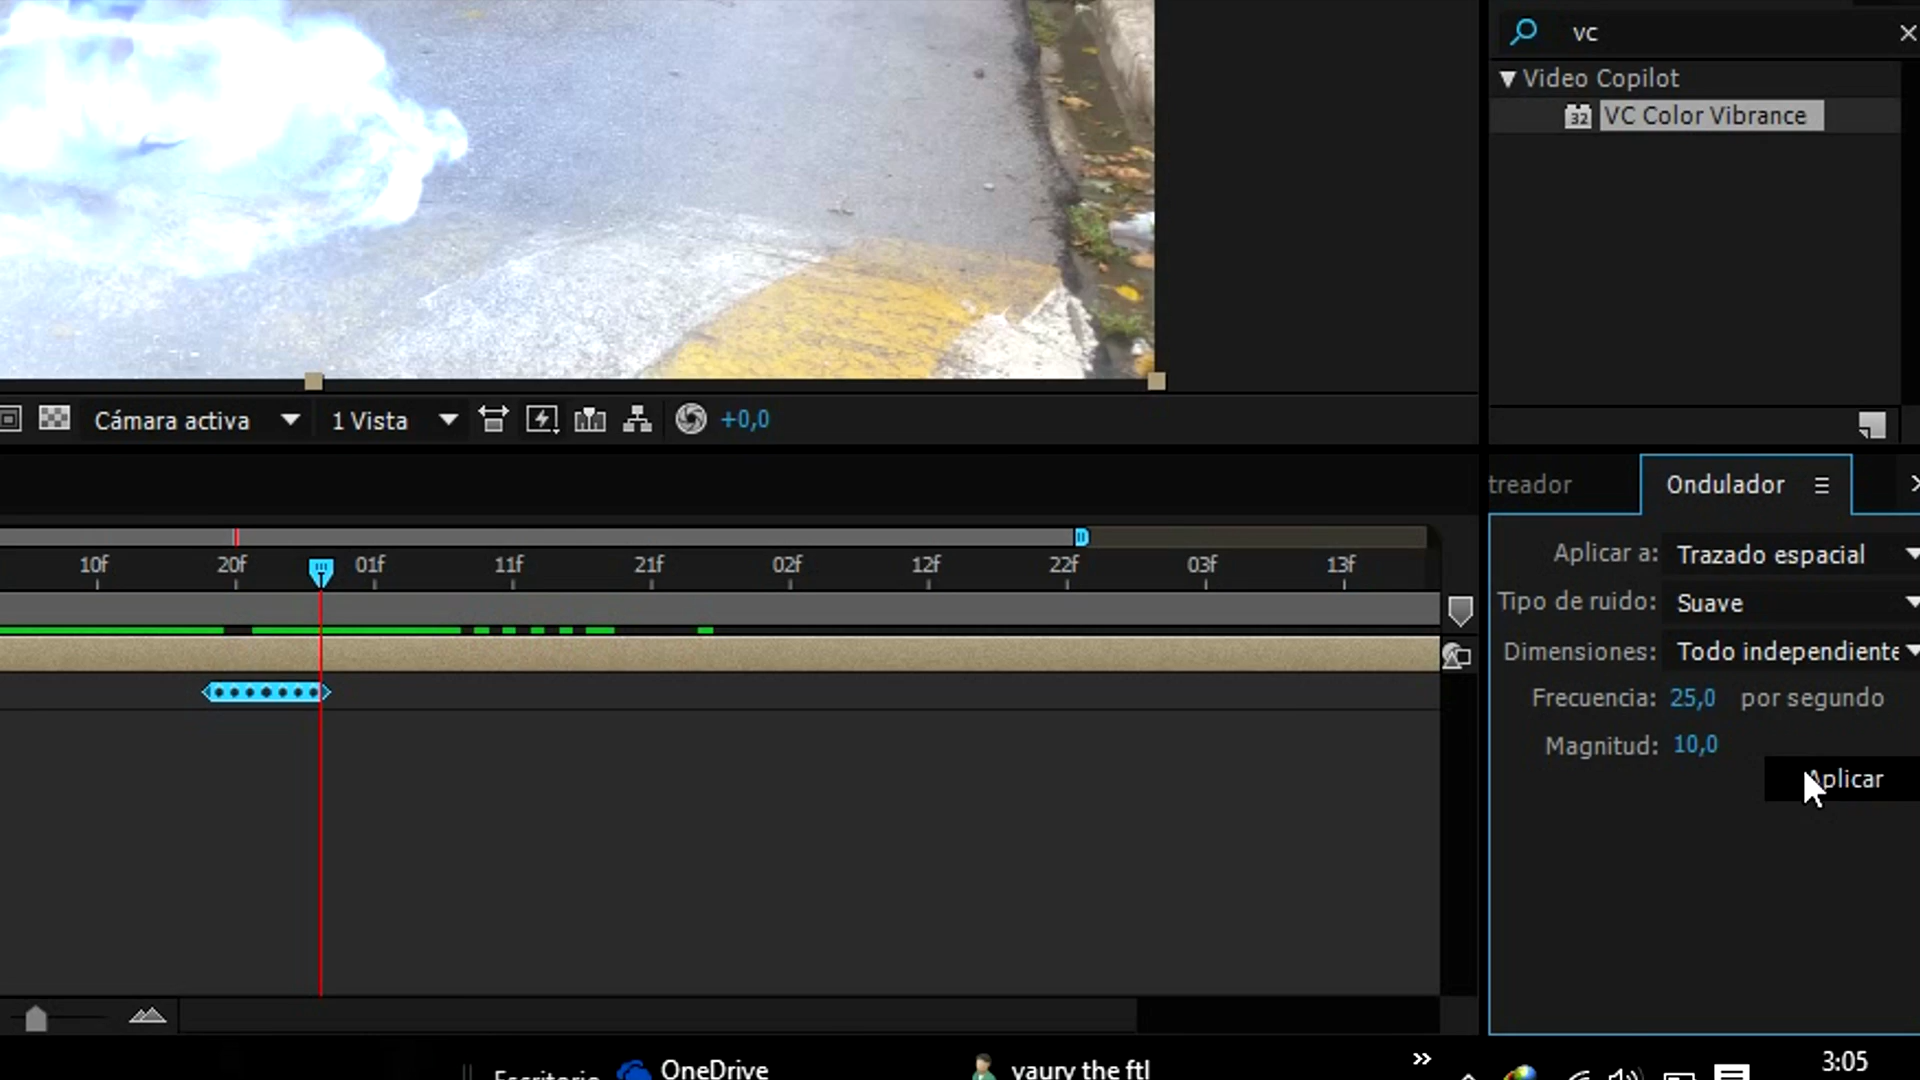 vc
Video Copilot
32 VC Color Vibrance
Cámara activa
1 Vista
+0,0
treador
Ondulador
10f
20f
01f
11f
21f
02f
12f
22f
03f
13f
Aplicar a: Trazado espacial
Tipo de ruido: Suave
Dimensiones: Todo independiente
Frecuencia: 25,0 por segundo
Magnitud: 10,0
Aplicar
Escritorio
OneDrive
yaury the ftl
3:05